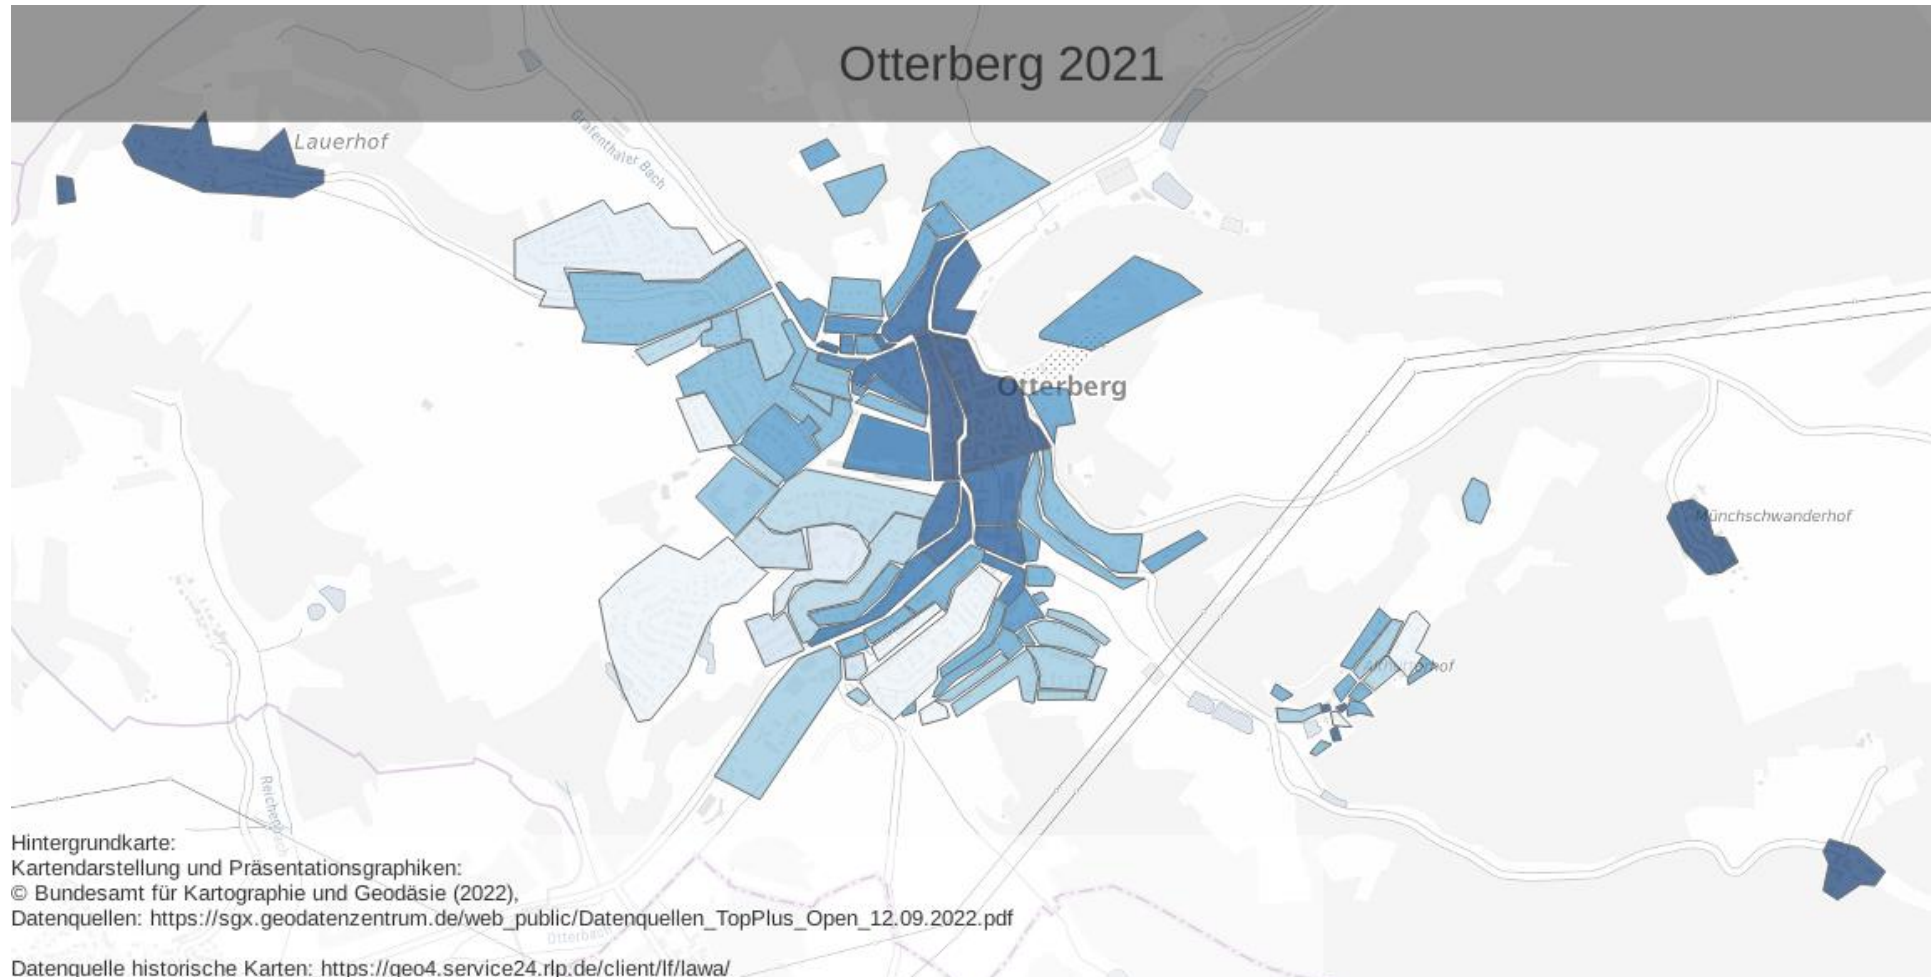 Otterberg 2021
Gräfenthaler Bach
Lauerhof
Otterberg
Münchschwanderhof
Hintergrundkarte:
Kartendarstellung und Präsentationsgraphiken:
© Bundesamt für Kartographie und Geodäsie (2022),
Datenquellen: https://sgx.geodatenzentrum.de/web_public/Datenquellen_TopPlus_Open_12.09.2022.pdf
Datenquelle historische Karten: https://geo4.service24.rlp.de/client/lf/lawa/